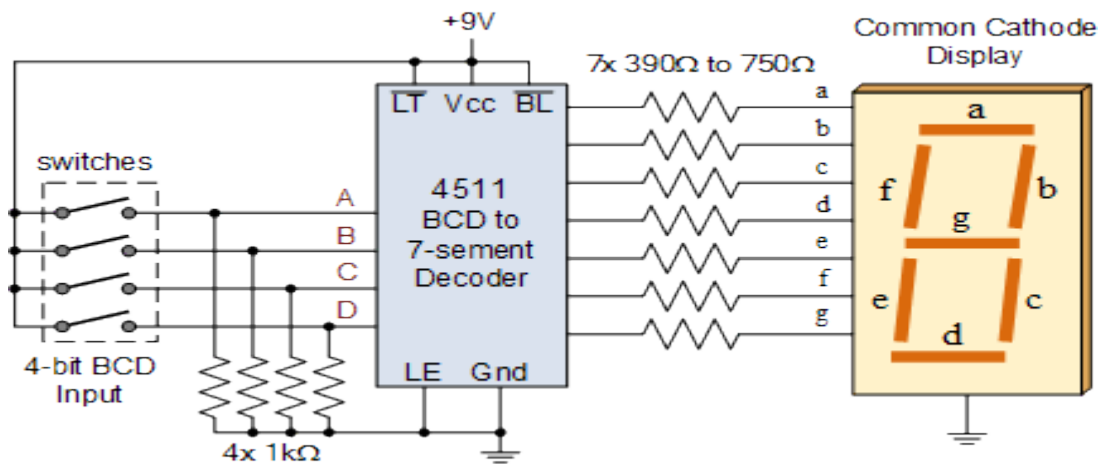 +9V
Common Cathode
Display
7x 390Ω to 750Ω
LT Vcc BL
switches
A
B
C
D
4511
BCD to
7-sement
Decoder
LE Gnd
4-bit BCD
Input
4x 1kΩ
a
b
c
d
e
f
g
a
f
b
g
e
c
d